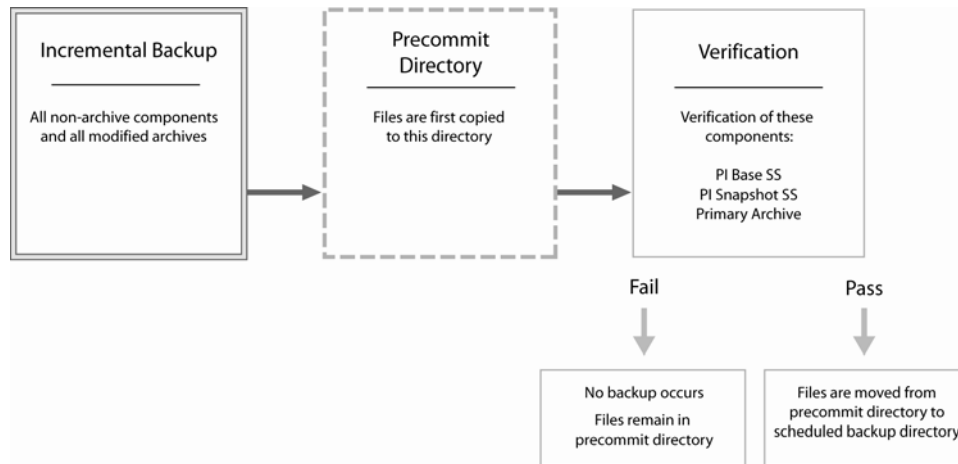 Incremental Backup
All non-archive components
and all modified archives
Precommit
Directory
Files are first copied
to this directory
Verification
Verification of these
components:
PI Base SS
PI Snapshot SS
Primary Archive
Fail
Pass
No backup occurs
Files remain in
precommit directory
Files are moved from
precommit directory to
scheduled backup directory